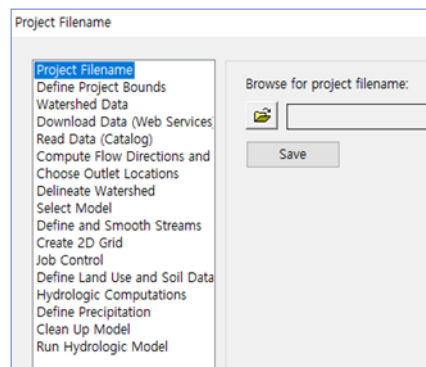 Project Filename
Project Filename
Define Project Bounds
Watershed Data
Download Data (Web Services)
Read Data (Catalog)
Compute Flow Directions and
Choose Outlet Locations
Delineate Watershed
Select Model
Define and Smooth Streams
Create 2D Grid
Job Control
Define Land Use and Soil Data
Hydrologic Computations
Define Precipitation
Clean Up Model
Run Hydrologic Model
Browse for project filename:
Save